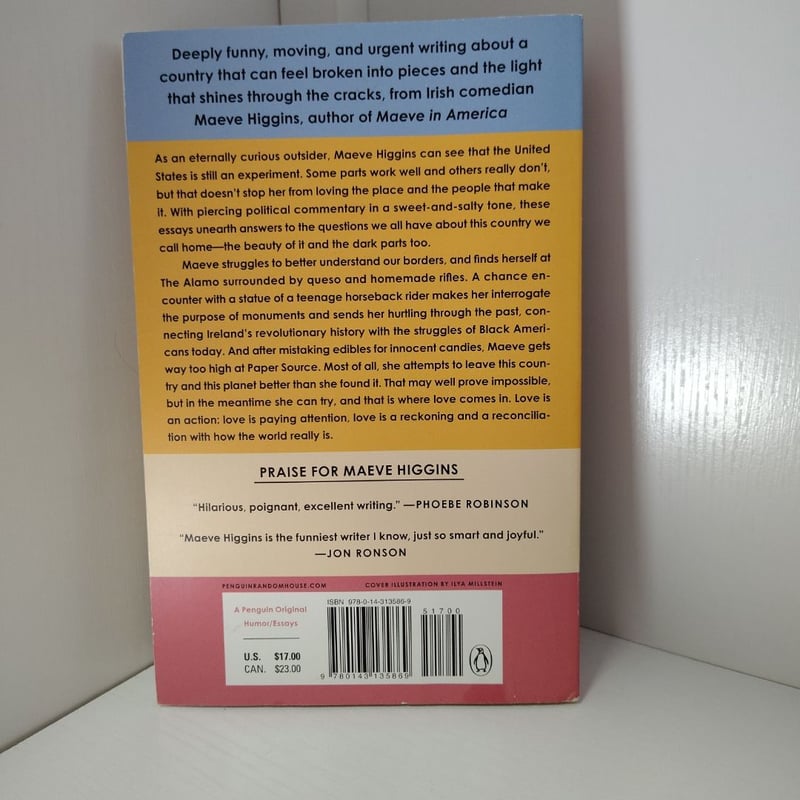 Deeply funny, moving, and urgent writing about a
country that can feel broken into pieces and the light
that shines through the cracks, from Irish comedian
Maeve Higgins, author of Maeve in America
As an eternally curious outsider, Maeve Higgins can see that the United
States is still an experiment. Some parts work well and others really don't,
but that doesn't stop her from loving the place and the people that make
it. With piercing political commentary in a sweet-and-salty tone, these
essays unearth answers to the questions we all have about this country we
call home—the beauty of it and the dark parts too.
Maeve struggles to better understand our borders, and finds herself at
The Alamo surrounded by queso and homemade rifles. A chance en-
counter with a statue of a teenage horseback rider makes her interrogate
the purpose of monuments and sends her hurtling through the past, con-
necting Ireland's revolutionary history with the struggles of Black Ameri-
cans today. And after mistaking edibles for innocent candies, Maeve gets
way too high at Paper Source. Most of all, she attempts to leave this coun-
try and this planet better than she found it. That may well prove impossible,
but in the meantime she can try, and that is where love comes in. Love is
an action: love is paying attention, love is a reckoning and a reconcilia-
tion with how the world really is.
PRAISE FOR MAEVE HIGGINS
"Hilarious, poignant, excellent writing." —PHOEBE ROBINSON
"Maeve Higgins is the funniest writer I know, just so smart and joyful."
—JON RONSON
PENGUINRANDOMHOUSE.COM COVER ILLUSTRATION BY ILYA MILLSTEIN
A Penguin Original
Humor/Essays
U.S. $17.00
CAN. $23.00
ISBN 978-0-14-313586-9
51700
9 780143 135869